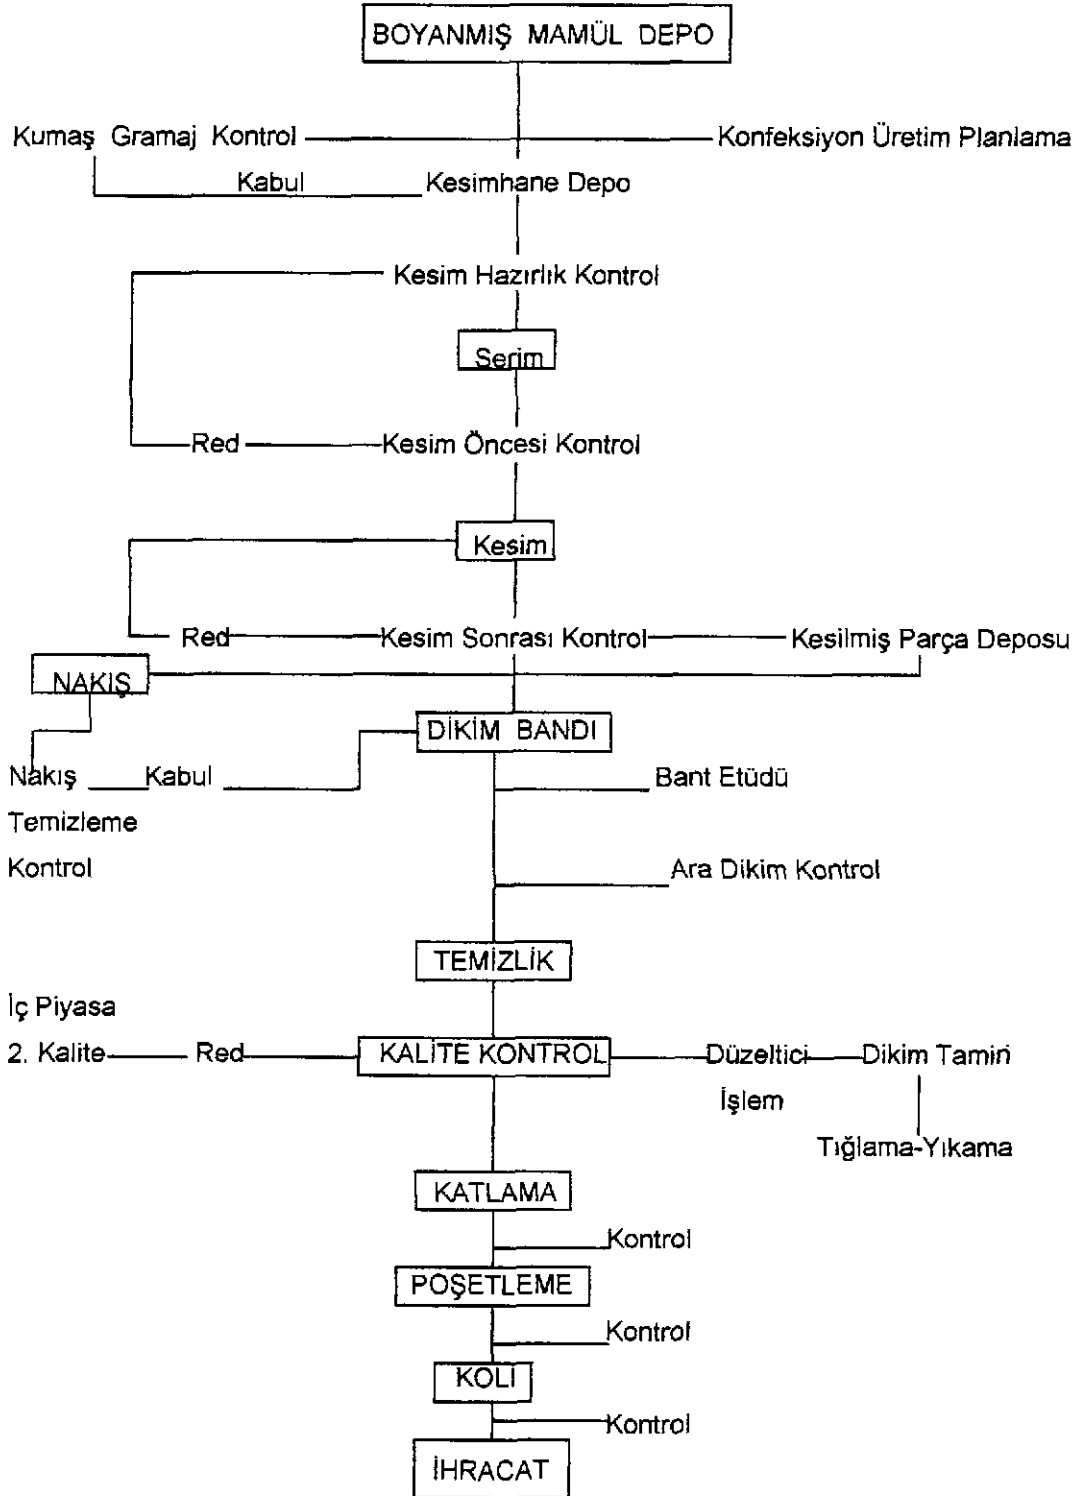 BOYANMIŞ MAMÜL DEPO
Kumaş Gramaj Kontrol
Konfeksiyon Üretim Planlama
Kabul
Kesimhane Depo
Kesim Hazırlık Kontrol
Serim
Red
Kesim Öncesi Kontrol
Kesim
Red
Kesim Sonrası Kontrol
Kesilmiş Parça Deposu
NAKIŞ
DİKİM BANDI
Nakış
Temizleme
Kontrol
Kabul
Bant Etüdü
Ara Dikim Kontrol
TEMİZLİK
İç Piyasa
2. Kalite
Red
KALİTE KONTROL
Düzeltici
İşlem
Dikim Tamiri
Tığlama-Yıkama
KATLAMA
Kontrol
POŞETLEME
Kontrol
KOLİ
Kontrol
İHRACAT